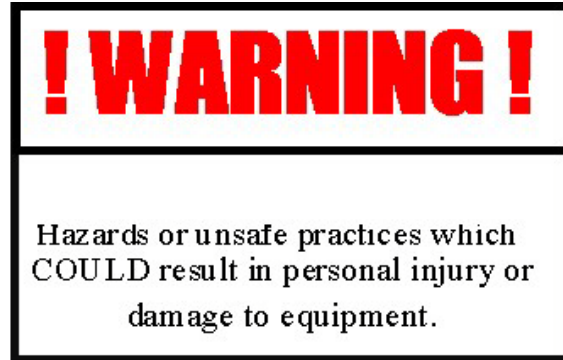 ! WARNING !
Hazards or unsafe practices which
COULD result in personal injury or
damage to equipment.